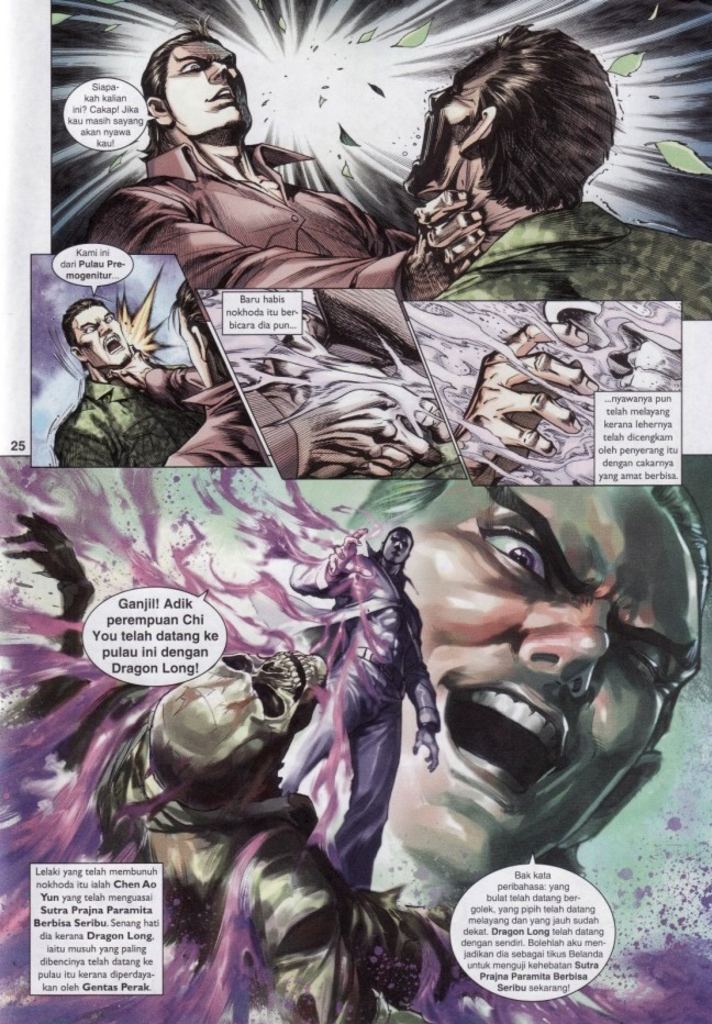 Siapa-
kah kalian
ini? Cakap! Jika
kau masih sayang
akan nyawa
kau!
Kami ini
dari Pulau Pre-
mogenitur...
Baru habis
nokhoda itu ber-
bicara dia pun...
...nyawanya pun
telah melayang
kerana lehernya
telah dicengkam
oleh penyerang itu
dengan cakarnya
yang amat berbisa.
25
Ganjil! Adik
perempuan Chi
You telah datang ke
pulau ini dengan
Dragon Long!
Lelaki yang membunuh
nokhoda itu ialah Chen Ao
Yun yang telah menguasai
Sutra Prajna Paramita
Berbisa Seribu. Senang hati
dia kerana Dragon Long,
iaitu musuh yang paling
dibencinya telah datang ke
pulau itu kerana diperdaya-
kan oleh Gentas Perak.
Bak kata
peribahasa: yang
bulat telah datang ber-
golek, yang pipih telah datang
melayang dan yang jauh sudah
dekat. Dragon Long telah datang
dengan sendiri. Bolehlah aku men-
jadikan dia sebagai tikus Belanda
untuk menguji kehebatan Sutra
Prajna Paramita Berbisa
Seribu sekarang!